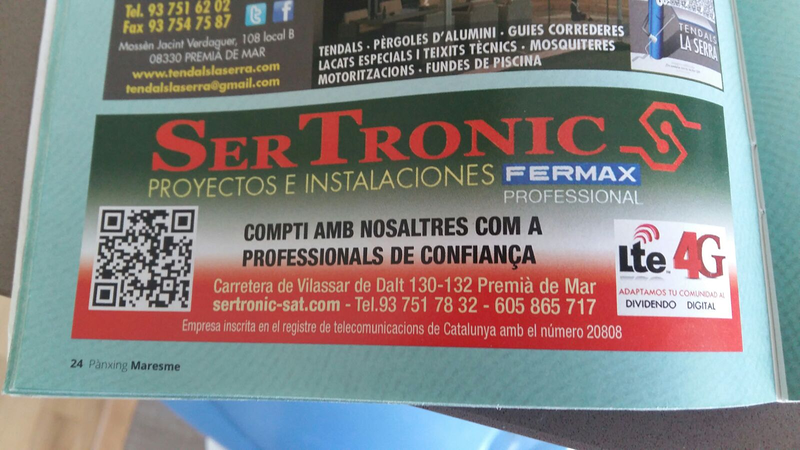 Tel. 93 751 62 02
Fax 93 754 75 87
Mossén Jacint Verdaguer, 108 local B
08330 PREMIÀ DE MAR
www.tendalslaserra.com
tendalslaserra@gmail.com
TENDALS · PÈRGOLES D'ALUMINI · GUIES CORREDERES
LACATS ESPECIALS I TEIXITS TÈCNICS · MOSQUITERES
MOTORITZACIONS · FUNDES DE PISCINA
TENDALS
LA SERRA
SERTRONIC
PROYECTOS E INSTALACIONES FERMAX
PROFESSIONAL
COMPTI AMB NOSALTRES COM A
PROFESSIONALS DE CONFIANÇA
Carretera de Vilassar de Dalt 130-132 Premià de Mar
sertronic-sat.com - Tel.93 751 78 32 - 605 865 717
Empresa inscrita en el registre de telecomunicacions de Catalunya amb el número 20808
Lte 4G
ADAPTAMOS TU COMUNIDAD AL
DIVIDENDO DIGITAL
24 Pànxing Maresme